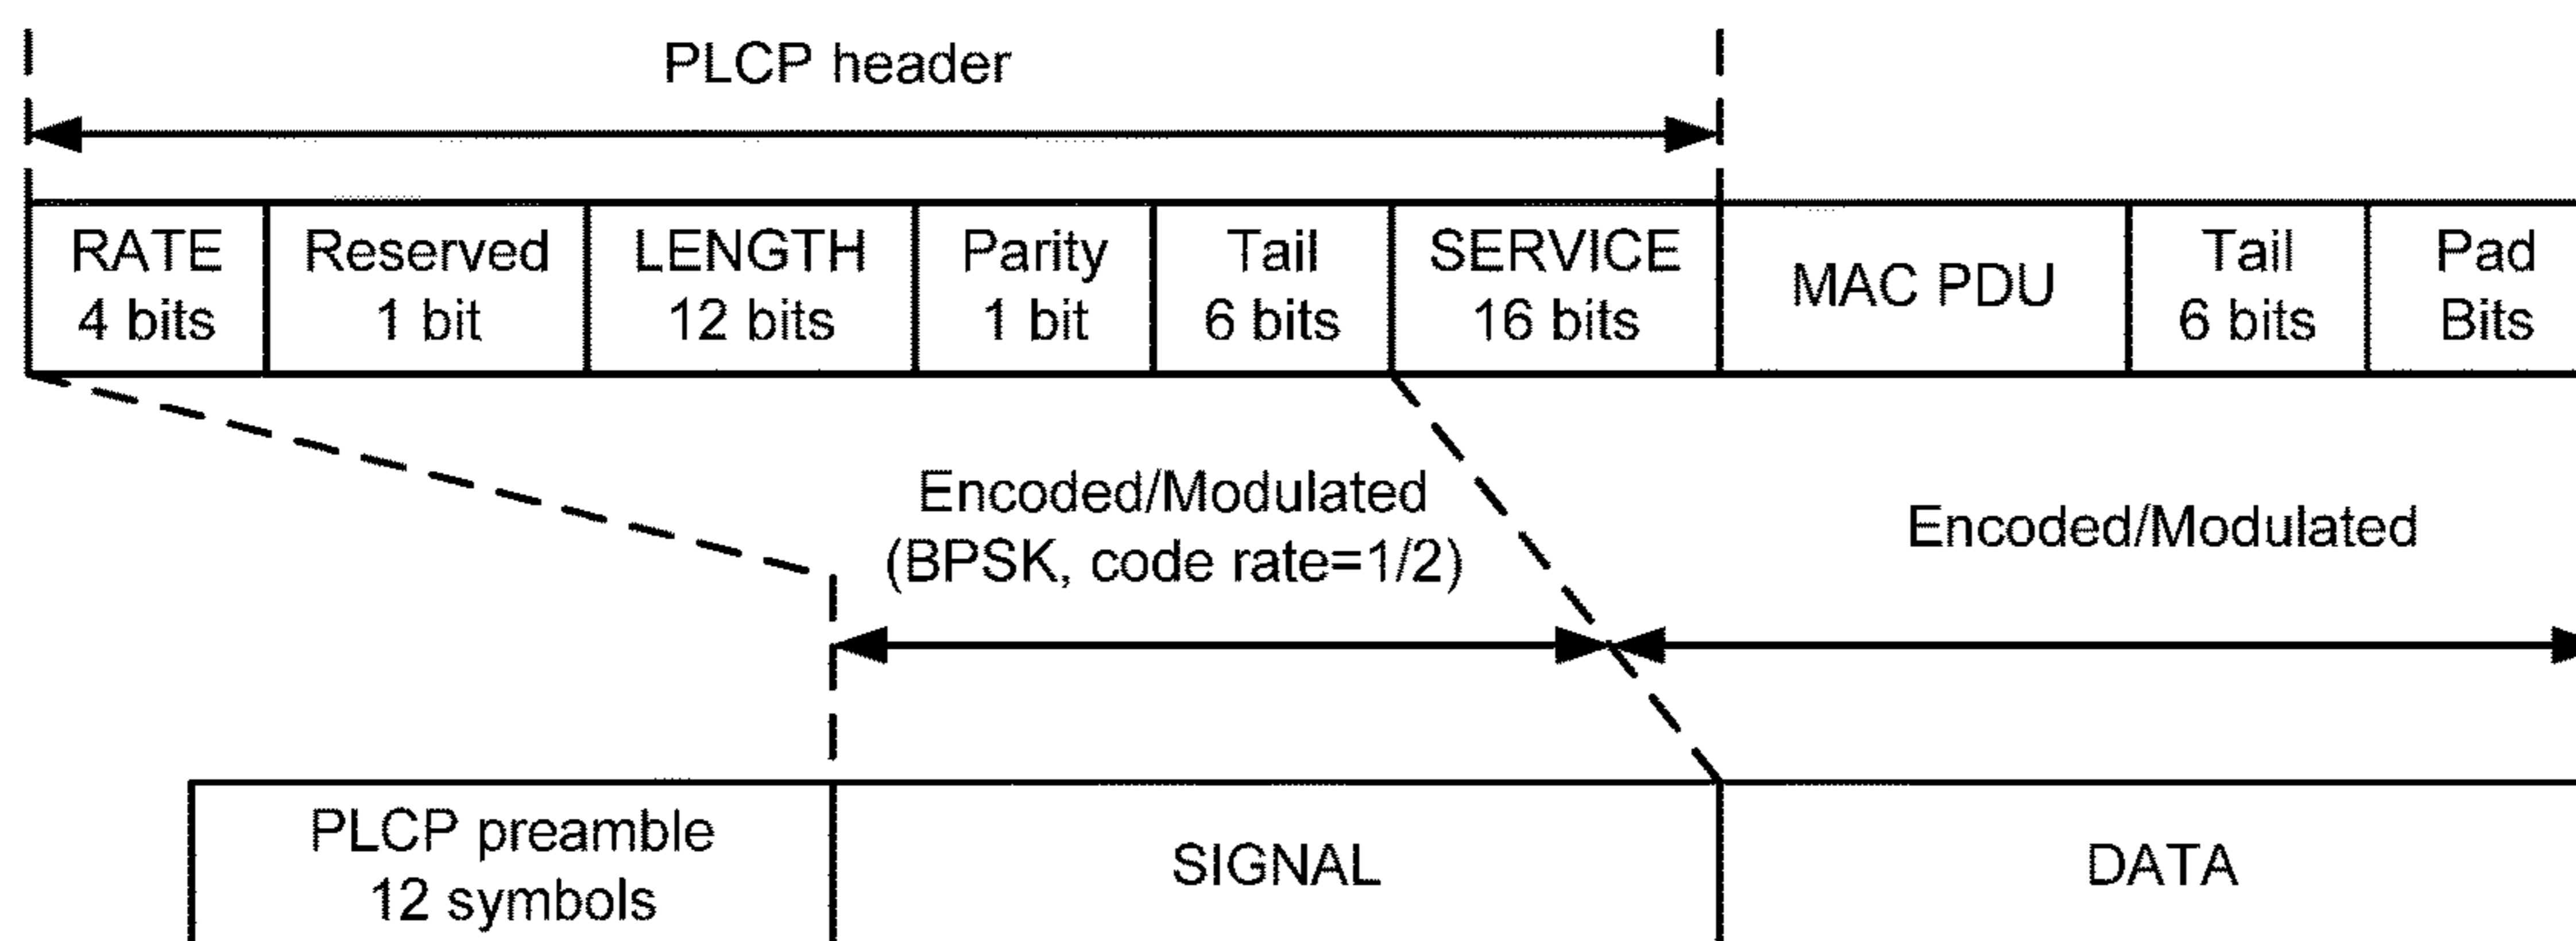 PLCP header
RATE
4 bits
Reserved
1 bit
LENGTH
12 bits
Parity
1 bit
Tail
6 bits
SERVICE
16 bits
MAC PDU
Tail
6 bits
Pad
Bits
Encoded/Modulated
(BPSK, code rate=1/2)
Encoded/Modulated
PLCP preamble
12 symbols
SIGNAL
DATA